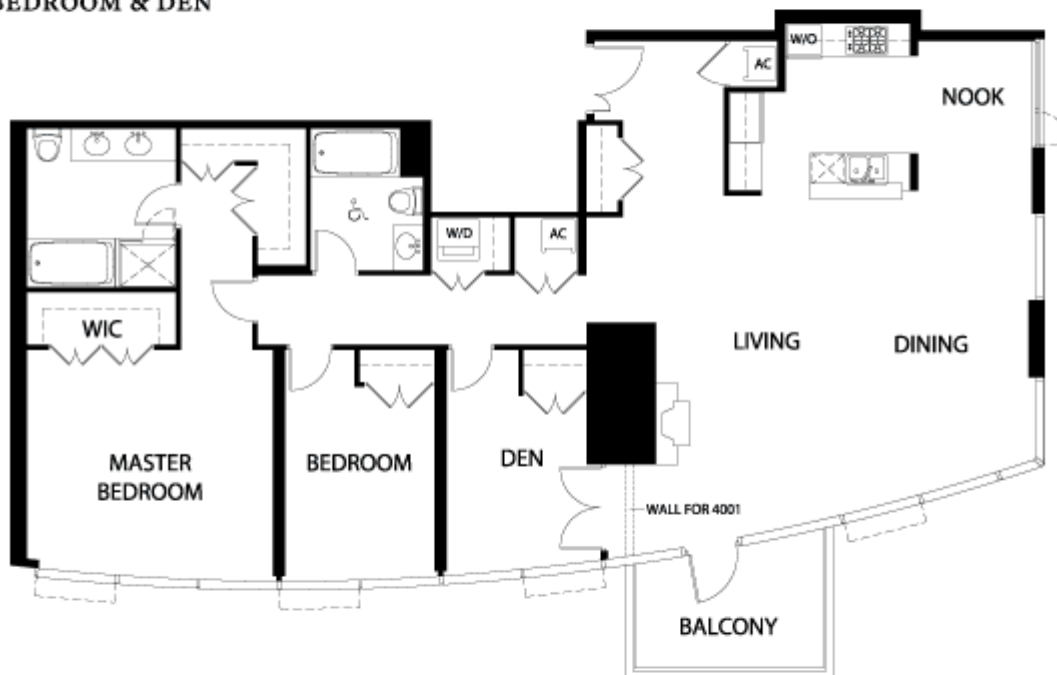 BEDROOM & DEN
W/O
AC
NOOK
W/D
AC
WIC
LIVING
DINING
MASTER
BEDROOM
BEDROOM
DEN
WALL FOR 4001
BALCONY